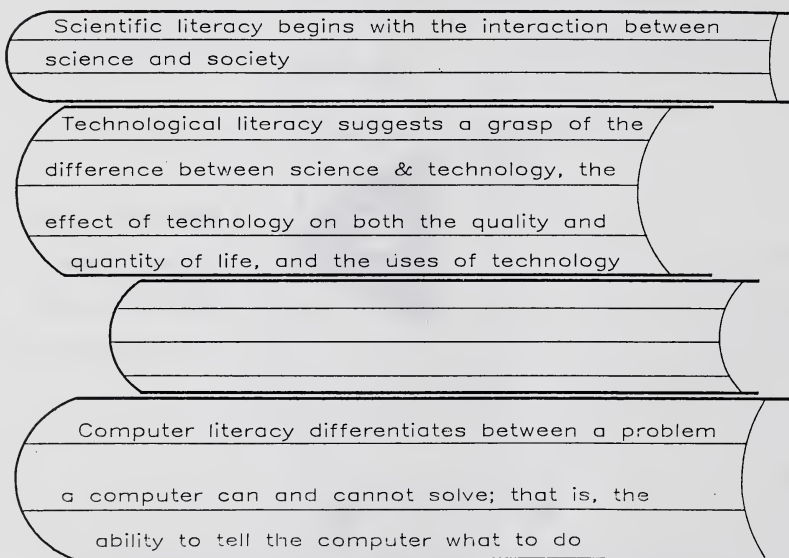 Scientific literacy begins with the interaction between
science and society
Technological literacy suggests a grasp of the
difference between science & technology, the
effect of technology on both the quality and
quantity of life, and the uses of technology
Computer literacy differentiates between a problem
a computer can and cannot solve; that is, the
ability to tell the computer what to do